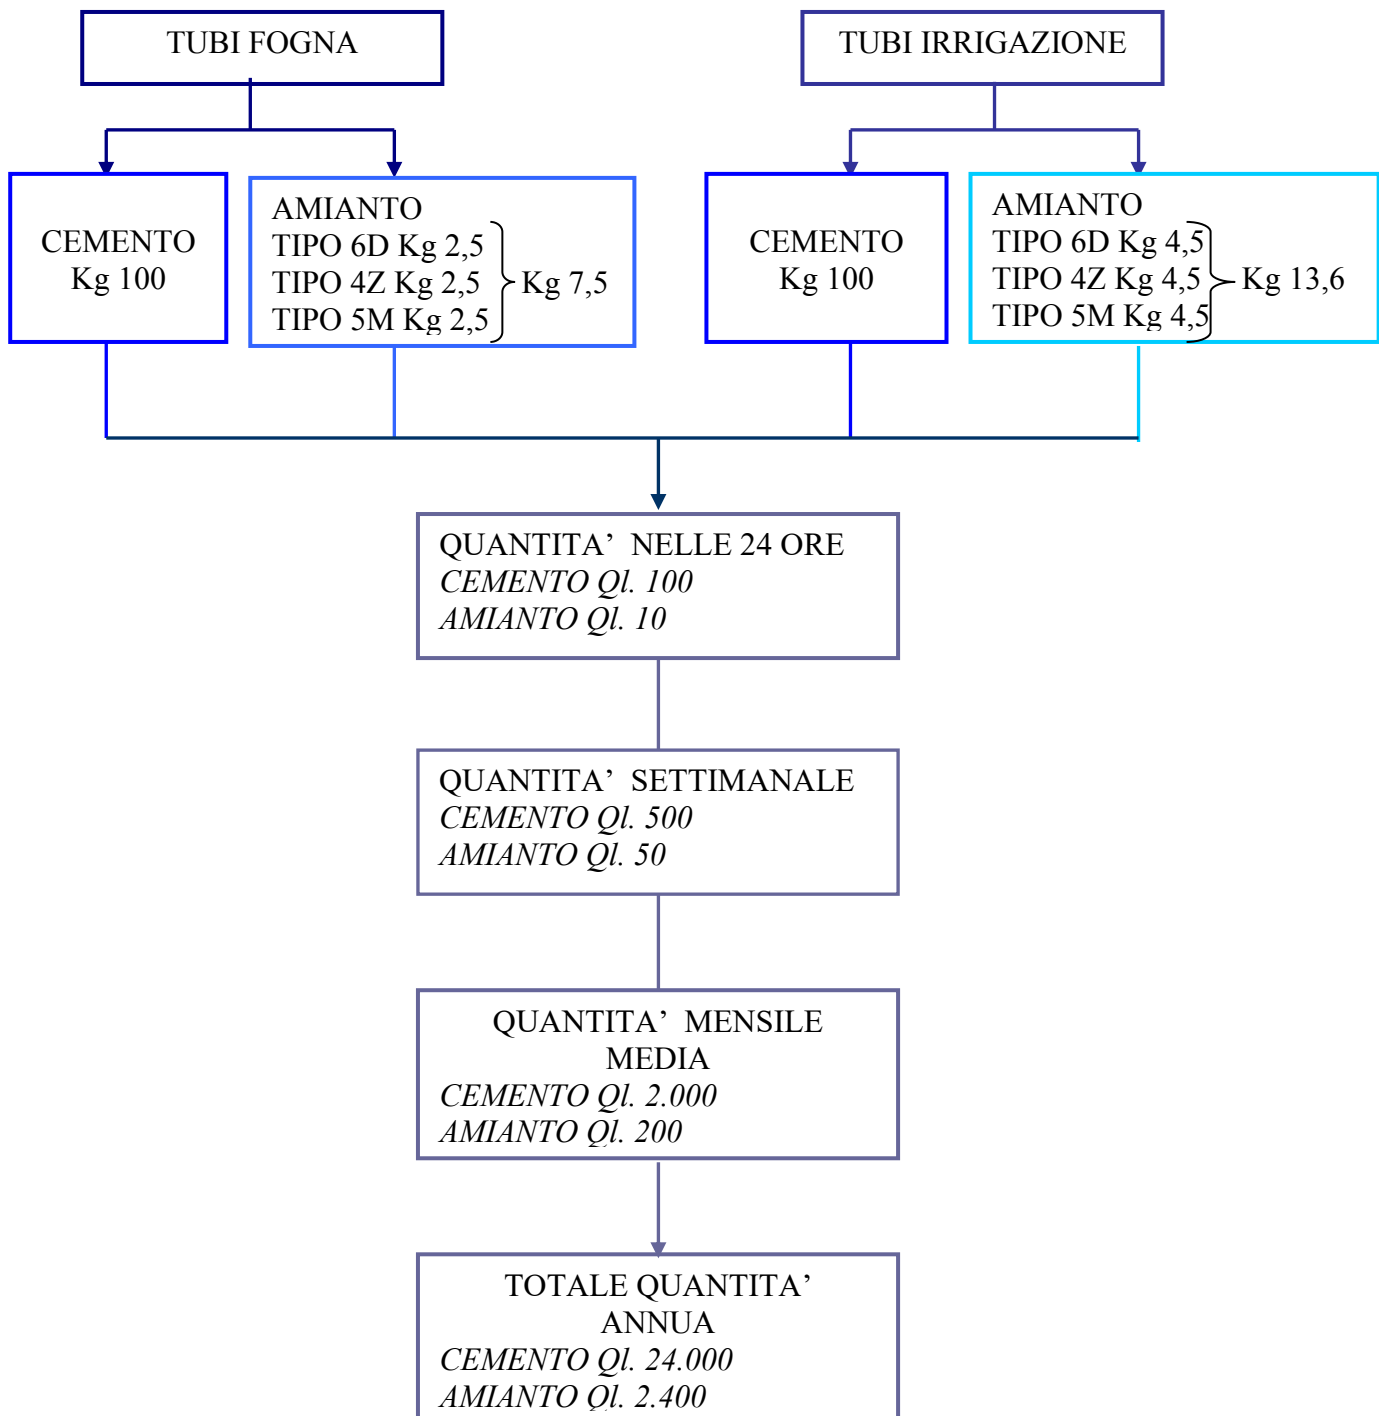 TUBI FOGNA
TUBI IRRIGAZIONE
CEMENTO
Kg 100
AMIANTO
TIPO 6D Kg 2,5
TIPO 4Z Kg 2,5
TIPO 5M Kg 2,5
Kg 7,5
CEMENTO
Kg 100
AMIANTO
TIPO 6D Kg 4,5
TIPO 4Z Kg 4,5
TIPO 5M Kg 4,5
Kg 13,6
QUANTITA’ NELLE 24 ORE
CEMENTO Ql. 100
AMIANTO Ql. 10
QUANTITA’ SETTIMANALE
CEMENTO Ql. 500
AMIANTO Ql. 50
QUANTITA’ MENSILE
MEDIA
CEMENTO Ql. 2.000
AMIANTO Ql. 200
TOTALE QUANTITA’
ANNUA
CEMENTO Ql. 24.000
AMIANTO Ql. 2.400